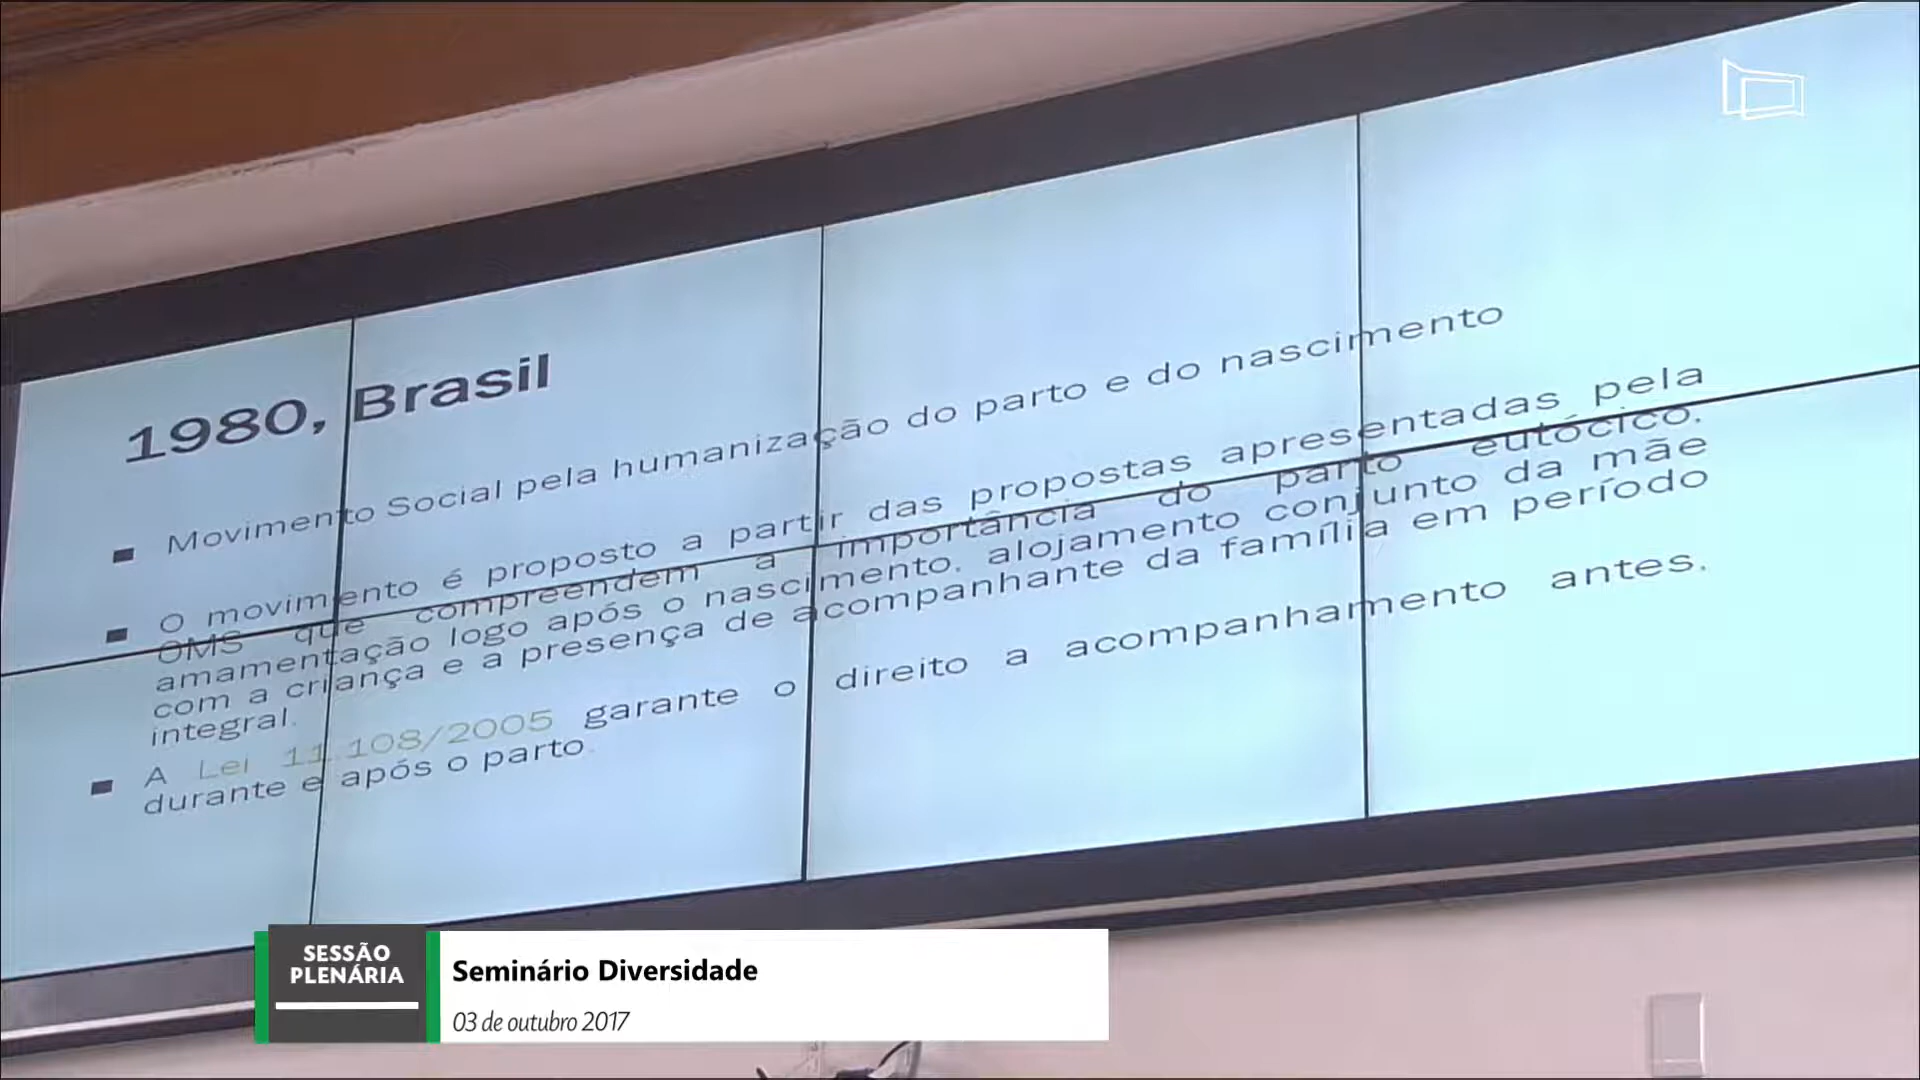 1980, Brasil
Movimento Social pela humanização do parto e do nascimento
O movimento é proposto a partir das propostas apresentadas pela
OMS que compreendem a importância do parto eutócico,
amamentação logo após o nascimento, alojamento conjunto da mãe
com a criança e a presença de acompanhante da família em período
integral.
A Lei 11.108/2005 garante o direito a acompanhamento antes,
durante e após o parto.
SESSÃO
PLENÁRIA
Seminário Diversidade
03 de outubro 2017